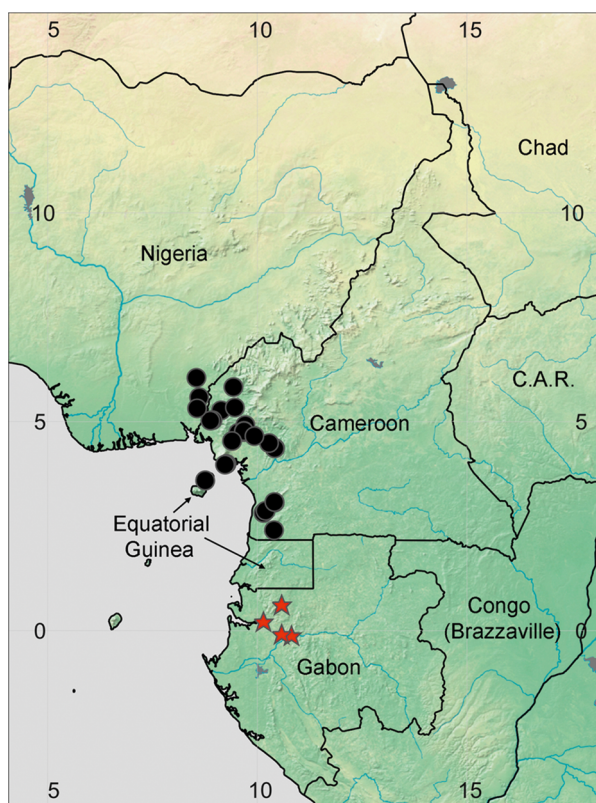 5 10 15
Chad
10 10
Nigeria
C.A.R.
5 Cameroon 5
Equatorial
Guinea
Congo
0 (Brazzaville) 0
Gabon
5 10 15